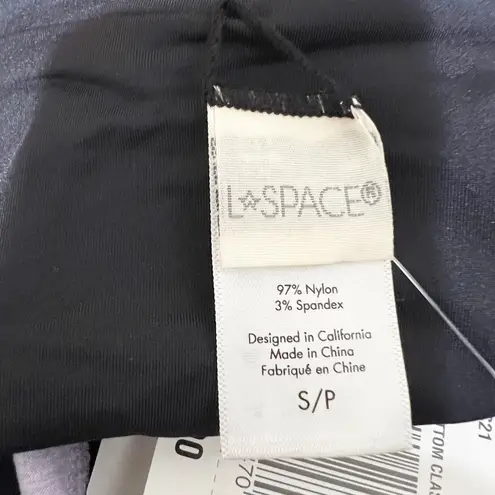 L☆SPACE®
97% Nylon
3% Spandex
Designed in California
Made in China
Fabriqué en Chine
S/P